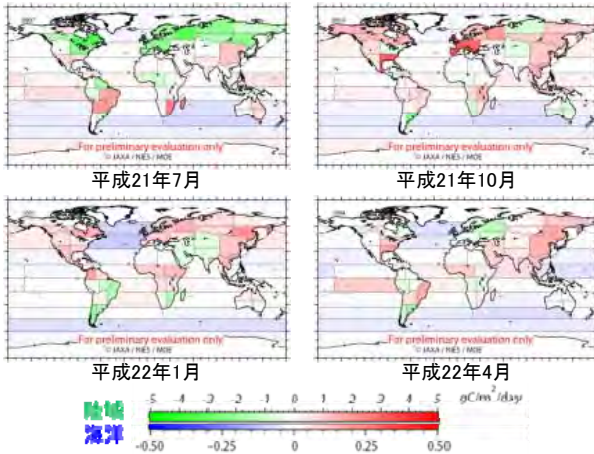 For preliminary evaluation only
© JAXA / NIES / MOE
平成21年7月
For preliminary evaluation only
© JAXA / NIES / MOE
平成21年10月
For preliminary evaluation only
© JAXA / NIES / MOE
平成22年1月
For preliminary evaluation only
© JAXA / NIES / MOE
平成22年4月
gC/m²/day
陸域
-5 -4 -3 -2 -1 0 1 2 3 4 5
海洋
-0.50 -0.25 0 0.25 0.50